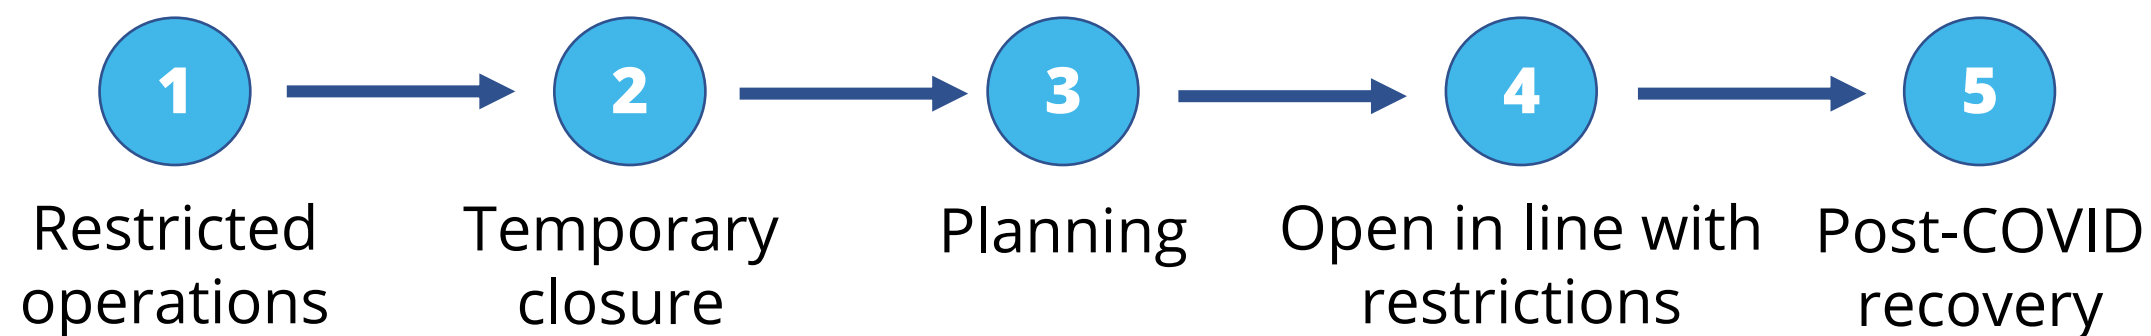 1
2
3
4
5
Restricted
operations
Temporary
closure
Planning
Open in line with
restrictions
Post-COVID
recovery